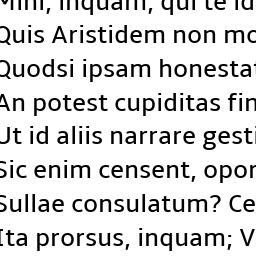 Mihi, inquam, qui te id
Quis Aristidem non mo
Quodsi ipsam honestat
An potest cupiditas fin
Ut id aliis narrare gesti
Sic enim censent, opor
Sullae consulatum? Ce
Ita prorsus, inquam; V